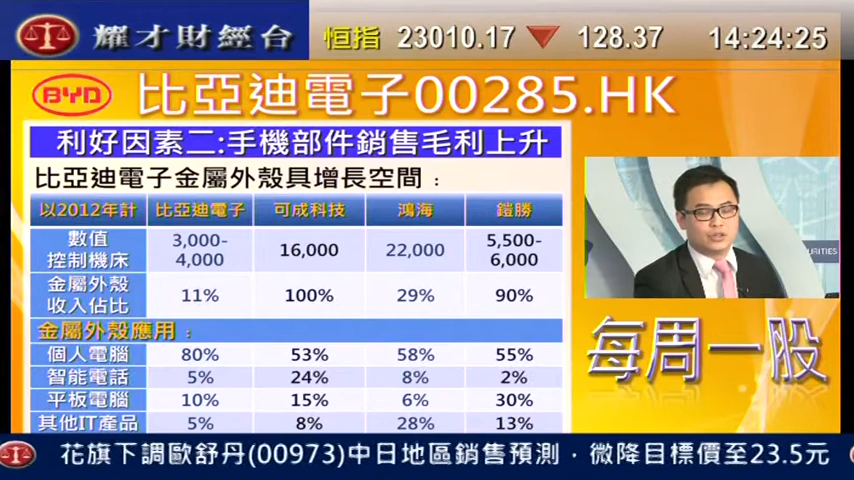 耀才財經台
恒指 23010.17 ▼ 128.37 14:24:25
BYD 比亞迪電子00285.HK
利好因素二:手機部件銷售毛利上升
比亞迪電子金屬外殼具增長空間：
以2012年計 比亞迪電子 可成科技 鴻海 鎧勝
數值控制機床 3,000-4,000 16,000 22,000 5,500-6,000
金屬外殼收入佔比 11% 100% 29% 90%
金屬外殼應用：
個人電腦 80% 53% 58% 55%
智能電話 5% 24% 8% 2%
平板電腦 10% 15% 6% 30%
其他IT產品 5% 8% 28% 13%
URITIES
每周一股
花旗下調歐舒丹(00973)中日地區銷售預測，微降目標價至23.5元